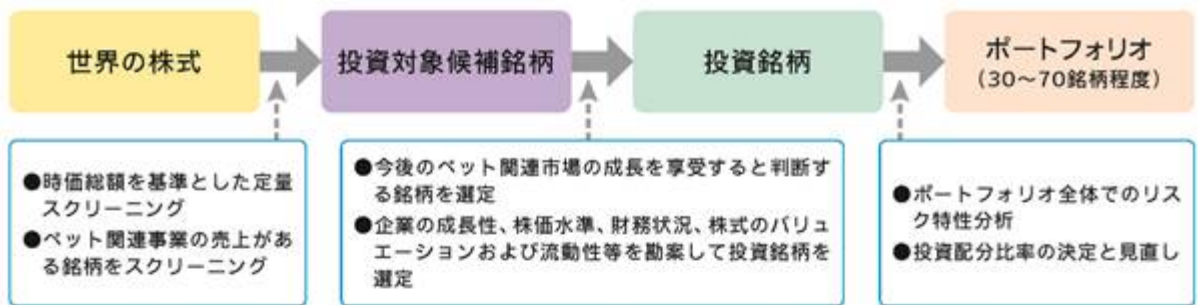 世界の株式
投資対象候補銘柄
投資銘柄
ポートフォリオ
(30〜70銘柄程度)
●時価総額を基準とした定量
スクリーニング
●ペット関連事業の売上があ
る銘柄をスクリーニング
●今後のペット関連市場の成長を享受すると判断す
る銘柄を選定
●企業の成長性、株価水準、財務状況、株式のバリュ
エーションおよび流動性等を勘案して投資銘柄を
選定
●ポートフォリオ全体でのリス
ク特性分析
●投資配分比率の決定と見直し